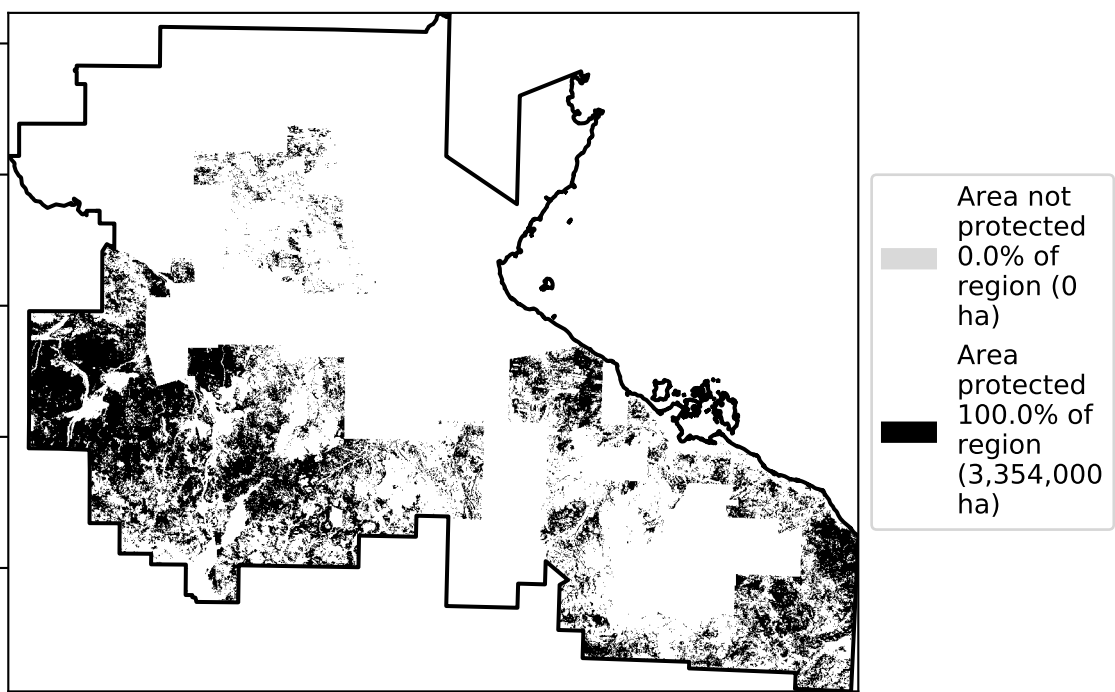 Area not
protected
0.0% of
region (0
ha)
Area
protected
100.0% of
region
(3,354,000
ha)